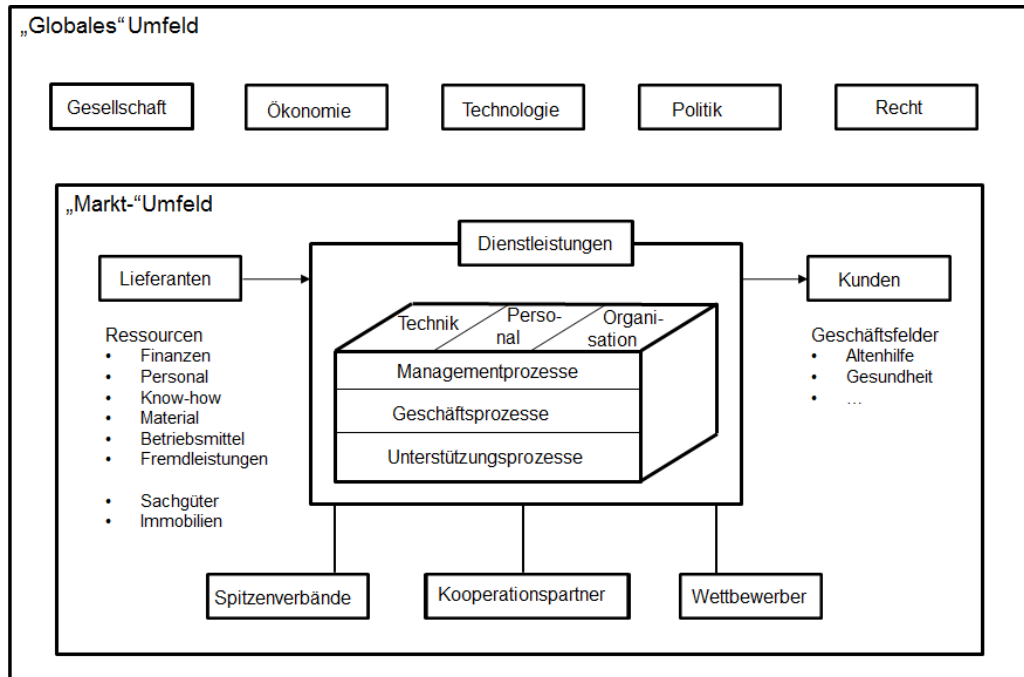 „Globales“ Umfeld
Gesellschaft
Ökonomie
Technologie
Politik
Recht
„Markt-“Umfeld
Dienstleistungen
Lieferanten
Kunden
Technik
Perso-
nal
Organi-
sation
Managementprozesse
Geschäftsprozesse
Unterstützungsprozesse
Ressourcen
• Finanzen
• Personal
• Know-how
• Material
• Betriebsmittel
• Fremdleistungen
• Sachgüter
• Immobilien
Geschäftsfelder
• Altenhilfe
• Gesundheit
• …
Spitzenverbände
Kooperationspartner
Wettbewerber